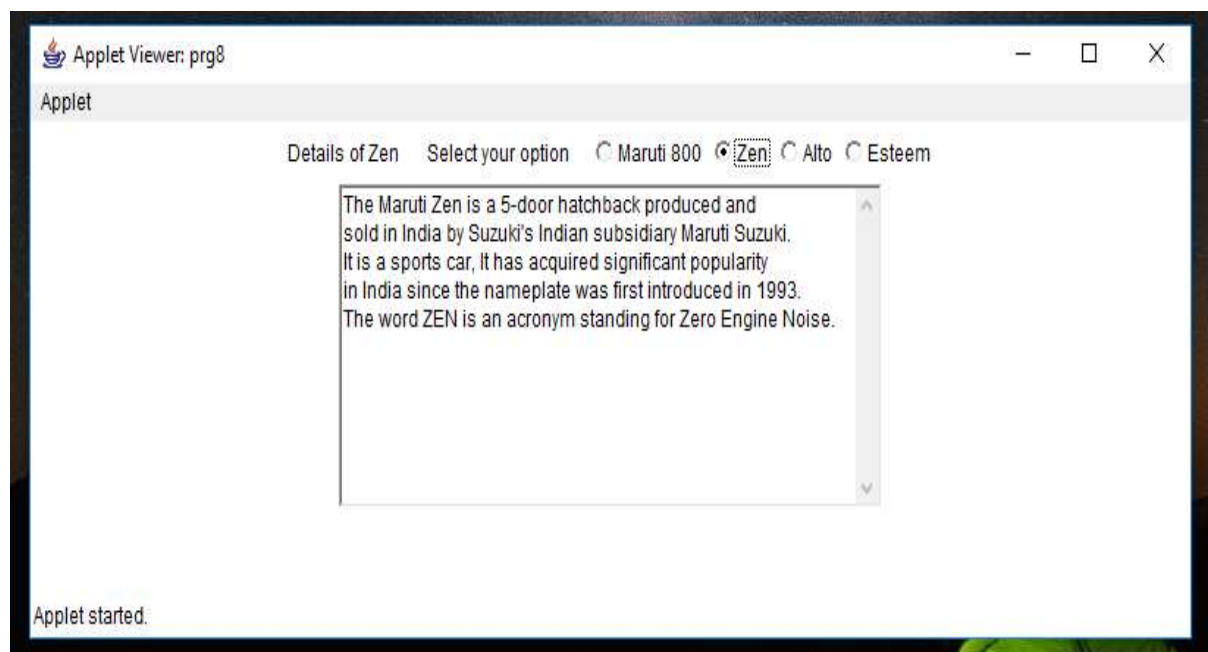 Applet Viewer: prg8
Applet
Details of Zen Select your option Maruti 800 Zen Alto Esteem
The Maruti Zen is a 5-door hatchback produced and
sold in India by Suzuki's Indian subsidiary Maruti Suzuki.
It is a sports car, It has acquired significant popularity
in India since the nameplate was first introduced in 1993.
The word ZEN is an acronym standing for Zero Engine Noise.
Applet started.